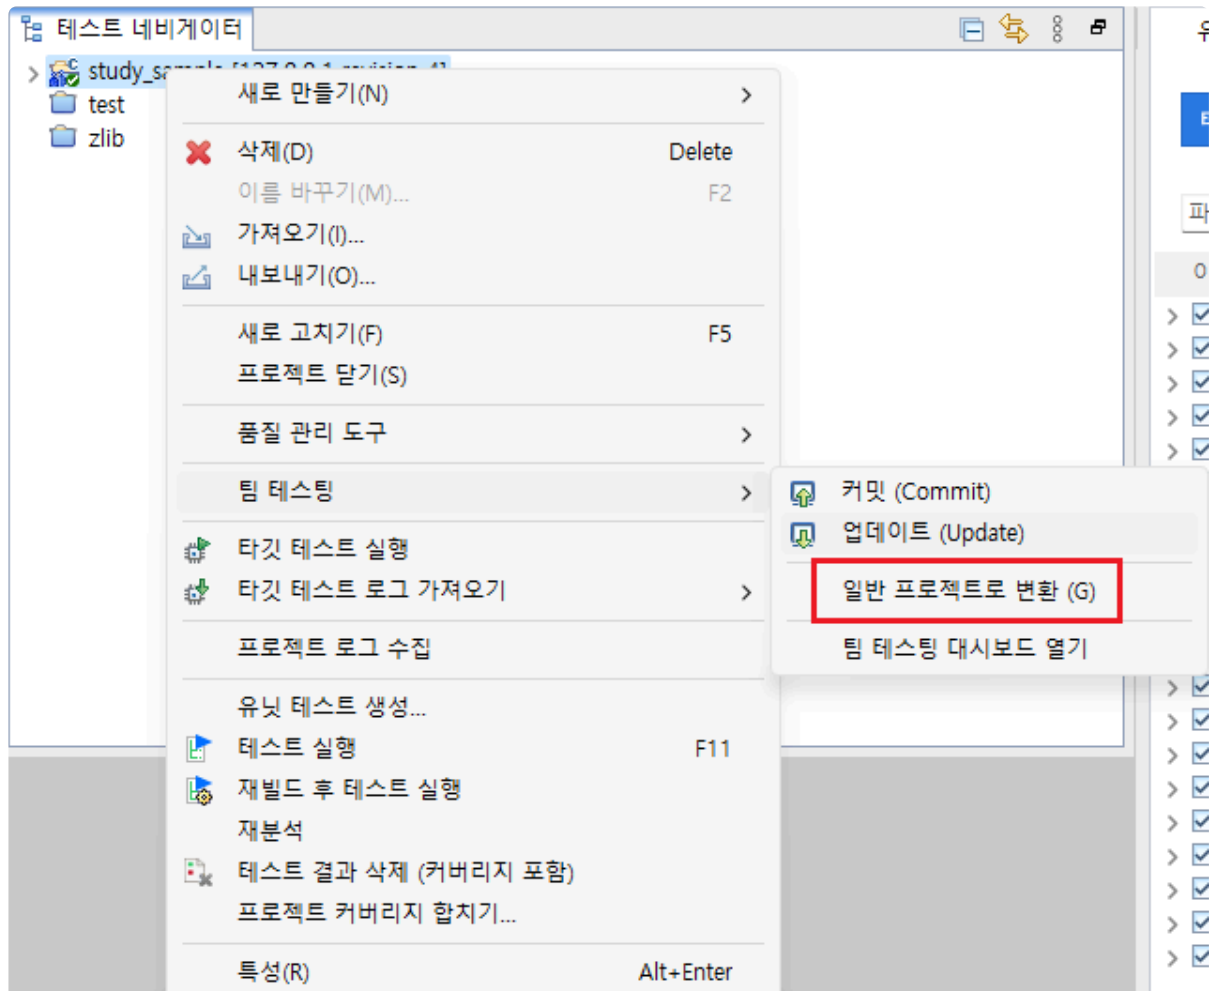 테스트 네비게이터
study_sample [127.0.0.1 revision 4]
test
zlib
새로 만들기(N)
삭제(D) Delete
이름 바꾸기(M)... F2
가져오기(I)...
내보내기(O)...
새로 고치기(F) F5
프로젝트 닫기(S)
품질 관리 도구
팀 테스팅
커밋 (Commit)
업데이트 (Update)
일반 프로젝트로 변환 (G)
팀 테스팅 대시보드 열기
타깃 테스트 실행
타깃 테스트 로그 가져오기
프로젝트 로그 수집
유닛 테스트 생성...
테스트 실행 F11
재빌드 후 테스트 실행
재분석
테스트 결과 삭제 (커버리지 포함)
프로젝트 커버리지 합치기...
특성(R) Alt+Enter